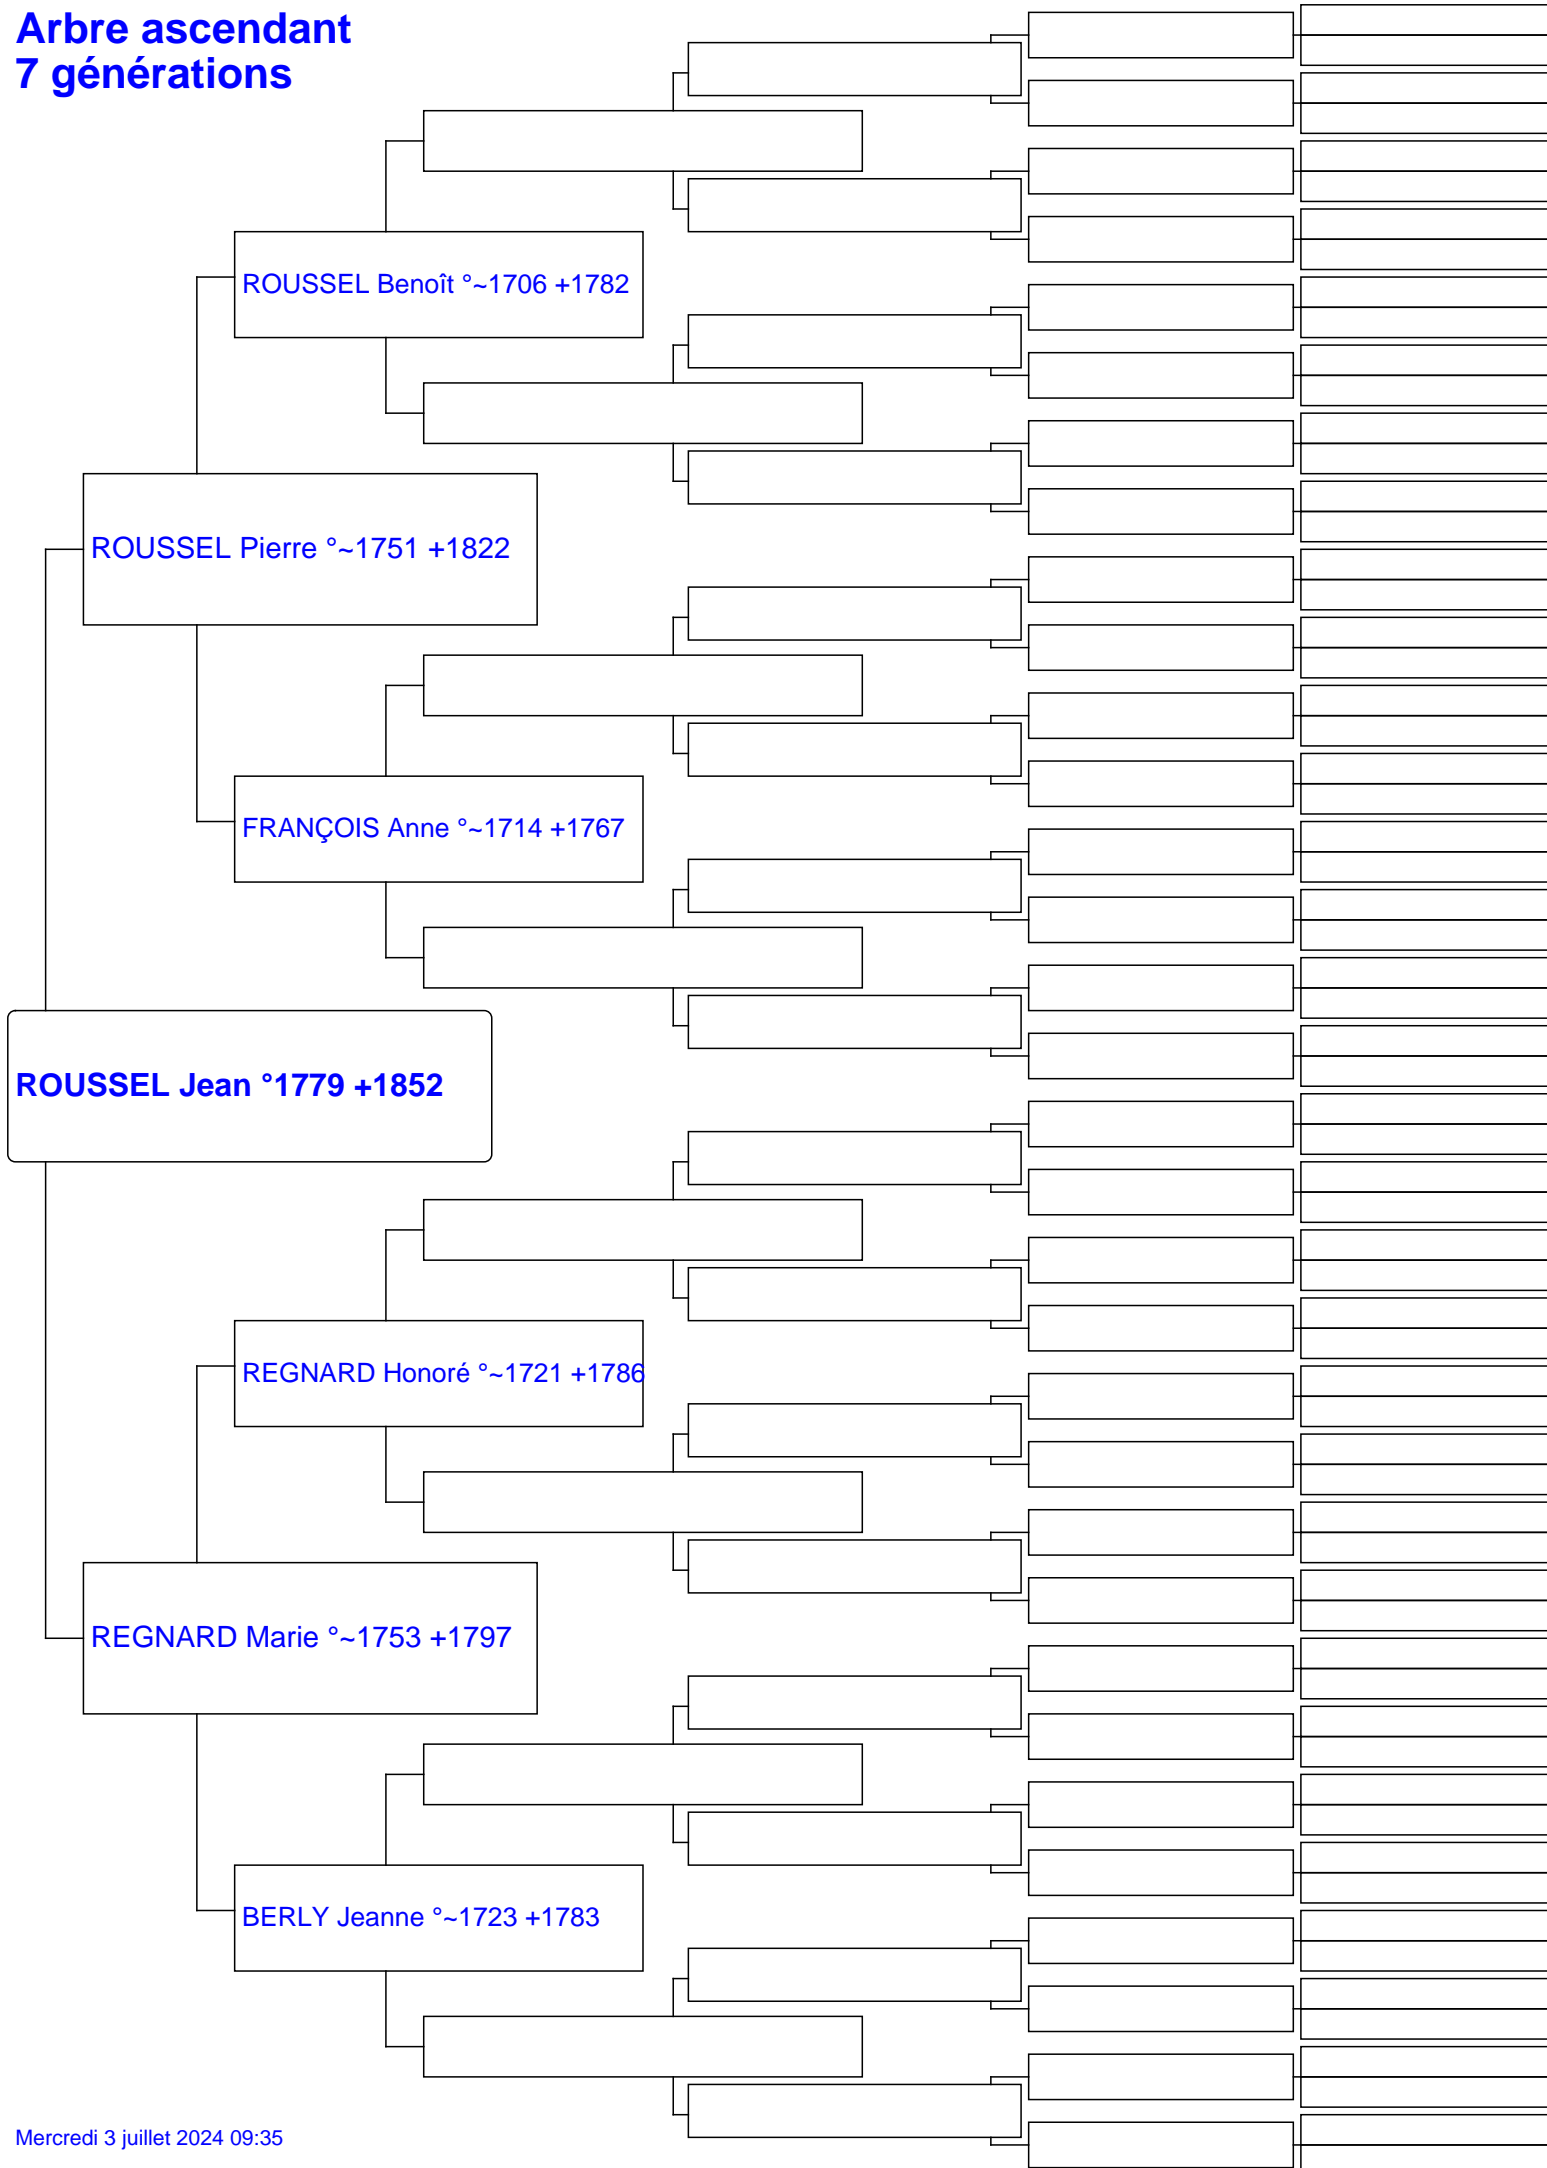 Arbre ascendant
7 générations
ROUSSEL Benoît °~1706 +1782
ROUSSEL Pierre °~1751 +1822
FRANÇOIS Anne °~1714 +1767
ROUSSEL Jean °1779 +1852
REGNARD Honoré °~1721 +1786
REGNARD Marie °~1753 +1797
BERLY Jeanne °~1723 +1783
Mercredi 3 juillet 2024 09:35